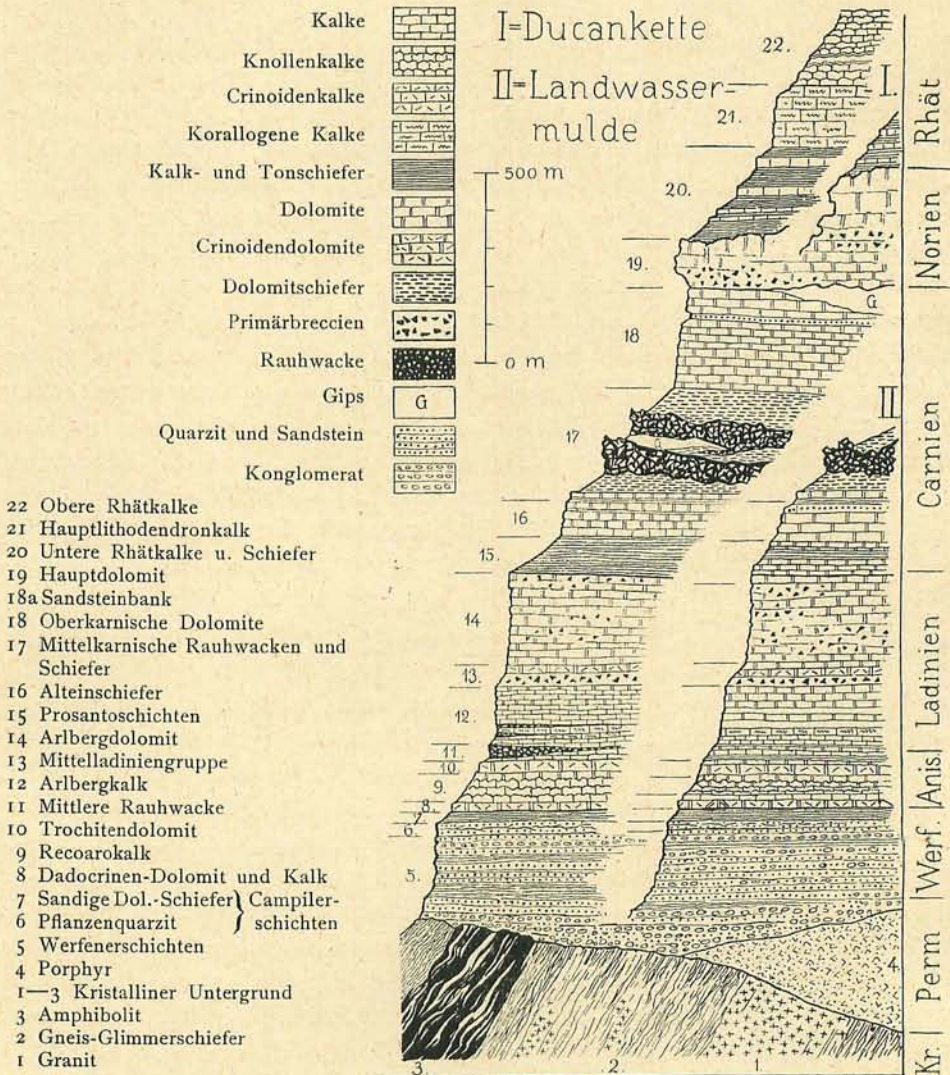 Kalke
Knollenkalke
Crinoidenkalke
Korallogene Kalke
Kalk- und Tonschiefer
Dolomite
Crinoidendolomite
Dolomitschiefer
Primärbreccien
Rauhwacke
Gips
G
Quarzit und Sandstein
Konglomerat
I=Ducankette
II=Landwasser-
mulde
500 m
0 m
22 Obere Rhätkalke
21 Hauptlithodendronkalk
20 Untere Rhätkalke u. Schiefer
19 Hauptdolomit
18a Sandsteinbank
18 Oberkarnische Dolomite
17 Mittelkarnische Rauhwacken und
Schiefer
16 Alteinschiefer
15 Prosantoschichten
14 Arlbergdolomit
13 Mittelladiniengruppe
12 Arlbergkalk
11 Mittlere Rauhwacke
10 Trochitendolomit
9 Recoarokalk
8 Dadocrinen-Dolomit und Kalk
7 Sandige Dol.-Schiefer } Campiler-
6 Pflanzenquarzit } schichten
5 Werfenerschichten
4 Porphyr
1—3 Kristalliner Untergrund
3 Amphibolit
2 Gneis-Glimmerschiefer
1 Granit
22.
I.
21.
20.
19.
G
18
II
17
G
16
15.
14
13.
12.
11
10.
9.
8.
7
6.
5.
4.
3.
2.
1.
Rhät
Norien
Carnien
Ladinien
Anis.
Werf.
Perm
Kr.